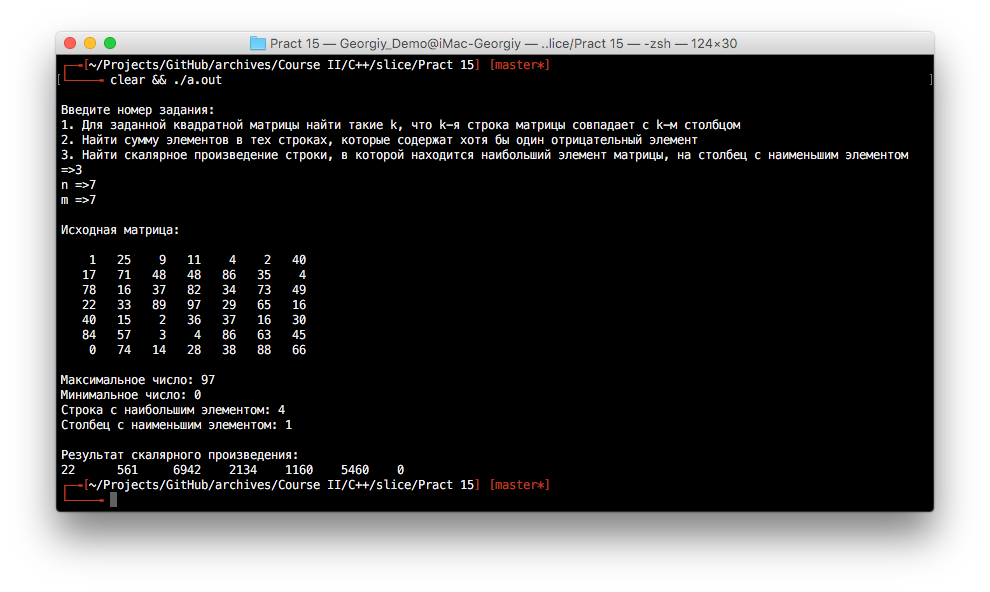 Pract 15 — Georgiy_Demo@iMac-Georgiy — ..lice/Pract 15 — -zsh — 124×30
[~/Projects/GitHub/archives/Course II/C++/slice/Pract 15] [master*]
[ clear && ./a.out ]
Введите номер задания:
1. Для заданной квадратной матрицы найти такие k, что k-я строка матрицы совпадает с k-м столбцом
2. Найти сумму элементов в тех строках, которые содержат хотя бы один отрицательный элемент
3. Найти скалярное произведение строки, в которой находится наибольший элемент матрицы, на столбец с наименьшим элементом
=>3
n =>7
m =>7
Исходная матрица:
1 25 9 11 4 2 40
17 71 48 48 86 35 4
78 16 37 82 34 73 49
22 33 89 97 29 65 16
40 15 2 36 37 16 30
84 57 3 4 86 63 45
0 74 14 28 38 88 66
Максимальное число: 97
Минимальное число: 0
Строка с наибольшим элементом: 4
Столбец с наименьшим элементом: 1
Результат скалярного произведения:
22 561 6942 2134 1160 5460 0
[~/Projects/GitHub/archives/Course II/C++/slice/Pract 15] [master*]